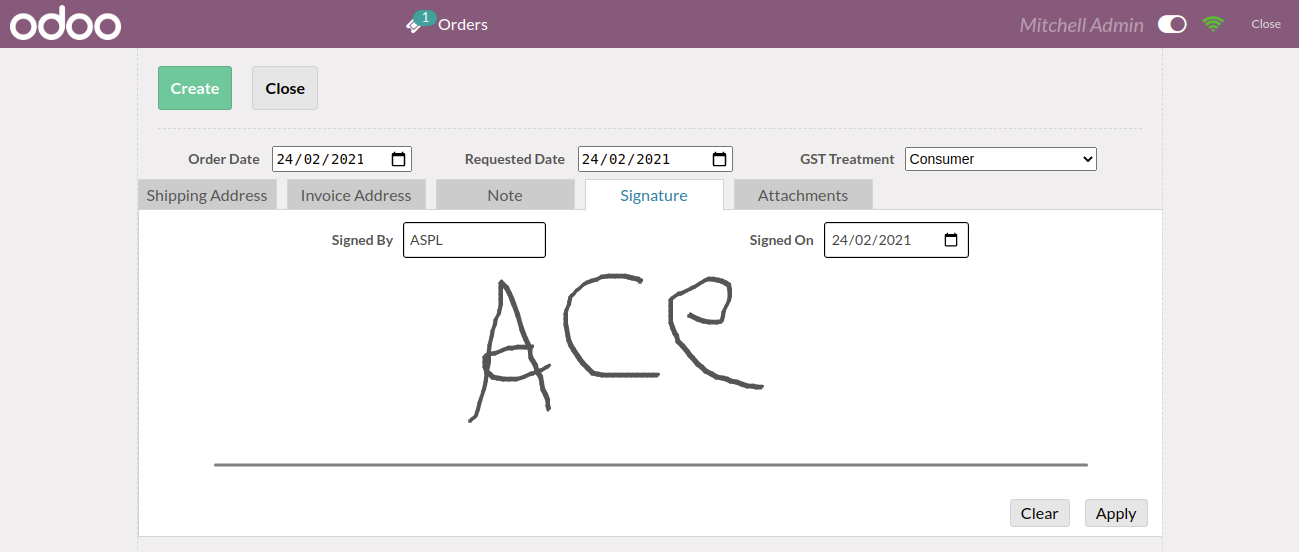 odoo 1 Orders Mitchell Admin Close
Create Close
Order Date 24/02/2021 Requested Date 24/02/2021 GST Treatment Consumer
Shipping Address Invoice Address Note Signature Attachments
Signed By ASPL Signed On 24/02/2021
ACe
Clear Apply